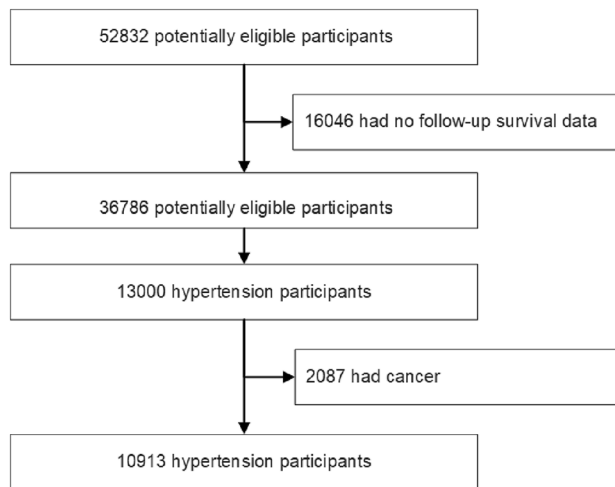 52832 potentially eligible participants
16046 had no follow-up survival data
36786 potentially eligible participants
13000 hypertension participants
2087 had cancer
10913 hypertension participants